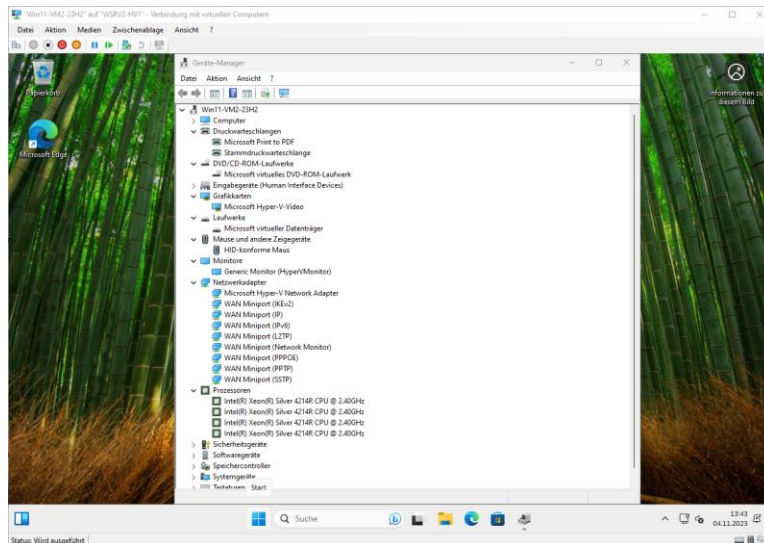 "Win11-VM2-23H2" auf "WSRV2-HV1" - Verbindung mit virtuellen Computern
Datei Aktion Medien Zwischenablage Ansicht ?
Papierkorb
Microsoft Edge
Informationen zu
diesem Bild
Geräte-Manager
Datei Aktion Ansicht ?
Win11-VM2-23H2
Computer
Druckwarteschlangen
Microsoft Print to PDF
Stammdruckwarteschlange
DVD/CD-ROM-Laufwerke
Microsoft virtuelles DVD-ROM-Laufwerk
Eingabegeräte (Human Interface Devices)
Grafikkarten
Microsoft Hyper-V-Video
Laufwerke
Microsoft virtueller Datenträger
Mäuse und andere Zeigegeräte
HID-konforme Maus
Monitore
Generic Monitor (HyperVMonitor)
Netzwerkadapter
Microsoft Hyper-V Network Adapter
WAN Miniport (IKEv2)
WAN Miniport (IP)
WAN Miniport (IPv6)
WAN Miniport (L2TP)
WAN Miniport (Network Monitor)
WAN Miniport (PPPOE)
WAN Miniport (PPTP)
WAN Miniport (SSTP)
Prozessoren
Intel(R) Xeon(R) Silver 4214R CPU @ 2.40GHz
Intel(R) Xeon(R) Silver 4214R CPU @ 2.40GHz
Intel(R) Xeon(R) Silver 4214R CPU @ 2.40GHz
Intel(R) Xeon(R) Silver 4214R CPU @ 2.40GHz
Sicherheitsgeräte
Softwaregeräte
Speichercontroller
Systemgeräte
Tastaturen
Start
Suche
13:43
04.11.2023
Status: Wird ausgeführt